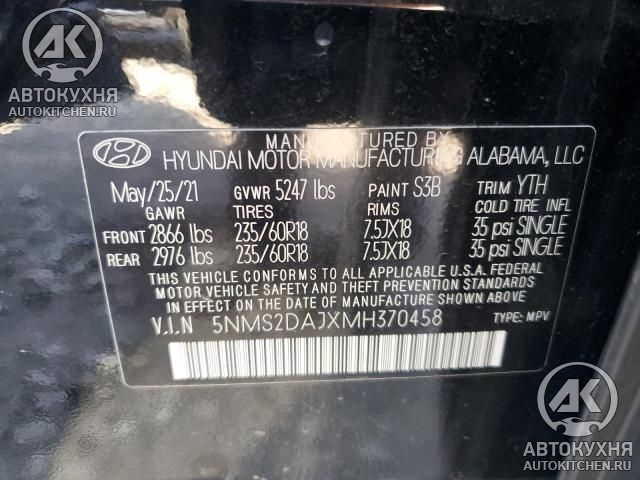 AK
АВТОКУХНЯ
AUTOKITCHEN.RU
MANUFACTURED BY
HYUNDAI MOTOR MANUFACTURING ALABAMA, LLC
May/25/21 GVWR 5247 lbs PAINT S3B TRIM YTH
GAWR TIRES RIMS COLD TIRE INFL
FRONT 2866 lbs 235/60R18 7.5JX18 35 psi SINGLE
REAR 2976 lbs 235/60R18 7.5JX18 35 psi SINGLE
THIS VEHICLE CONFORMS TO ALL APPLICABLE U.S.A. FEDERAL
MOTOR VEHICLE SAFETY AND THEFT PREVENTION STANDARDS
IN EFFECT ON THE DATE OF MANUFACTURE SHOWN ABOVE.
V.I.N 5NMS2DAJXMH370458 TYPE: MPV
AK
АВТОКУХНЯ
AUTOKITCHEN.RU